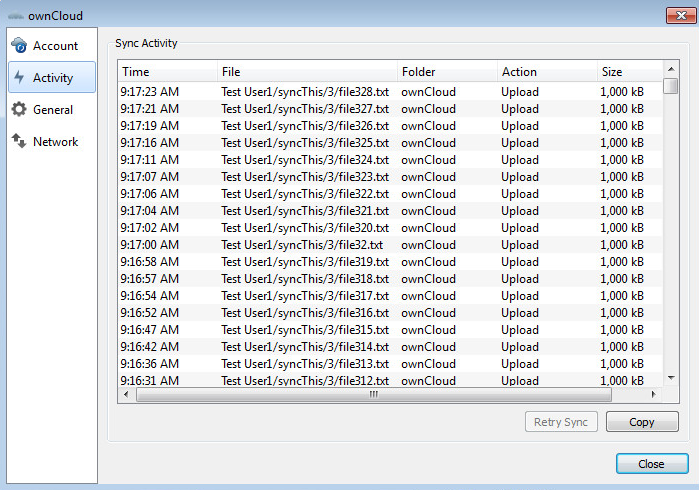 ownCloud
Account
Activity
General
Network
Sync Activity
Time File Folder Action Size
9:17:23 AM Test User1/syncThis/3/file328.txt ownCloud Upload 1,000 kB
9:17:21 AM Test User1/syncThis/3/file327.txt ownCloud Upload 1,000 kB
9:17:19 AM Test User1/syncThis/3/file326.txt ownCloud Upload 1,000 kB
9:17:16 AM Test User1/syncThis/3/file325.txt ownCloud Upload 1,000 kB
9:17:11 AM Test User1/syncThis/3/file324.txt ownCloud Upload 1,000 kB
9:17:07 AM Test User1/syncThis/3/file323.txt ownCloud Upload 1,000 kB
9:17:06 AM Test User1/syncThis/3/file322.txt ownCloud Upload 1,000 kB
9:17:04 AM Test User1/syncThis/3/file321.txt ownCloud Upload 1,000 kB
9:17:02 AM Test User1/syncThis/3/file320.txt ownCloud Upload 1,000 kB
9:17:00 AM Test User1/syncThis/3/file32.txt ownCloud Upload 1,000 kB
9:16:58 AM Test User1/syncThis/3/file319.txt ownCloud Upload 1,000 kB
9:16:57 AM Test User1/syncThis/3/file318.txt ownCloud Upload 1,000 kB
9:16:54 AM Test User1/syncThis/3/file317.txt ownCloud Upload 1,000 kB
9:16:52 AM Test User1/syncThis/3/file316.txt ownCloud Upload 1,000 kB
9:16:47 AM Test User1/syncThis/3/file315.txt ownCloud Upload 1,000 kB
9:16:42 AM Test User1/syncThis/3/file314.txt ownCloud Upload 1,000 kB
9:16:36 AM Test User1/syncThis/3/file313.txt ownCloud Upload 1,000 kB
9:16:31 AM Test User1/syncThis/3/file312.txt ownCloud Upload 1,000 kB
Retry Sync Copy
Close